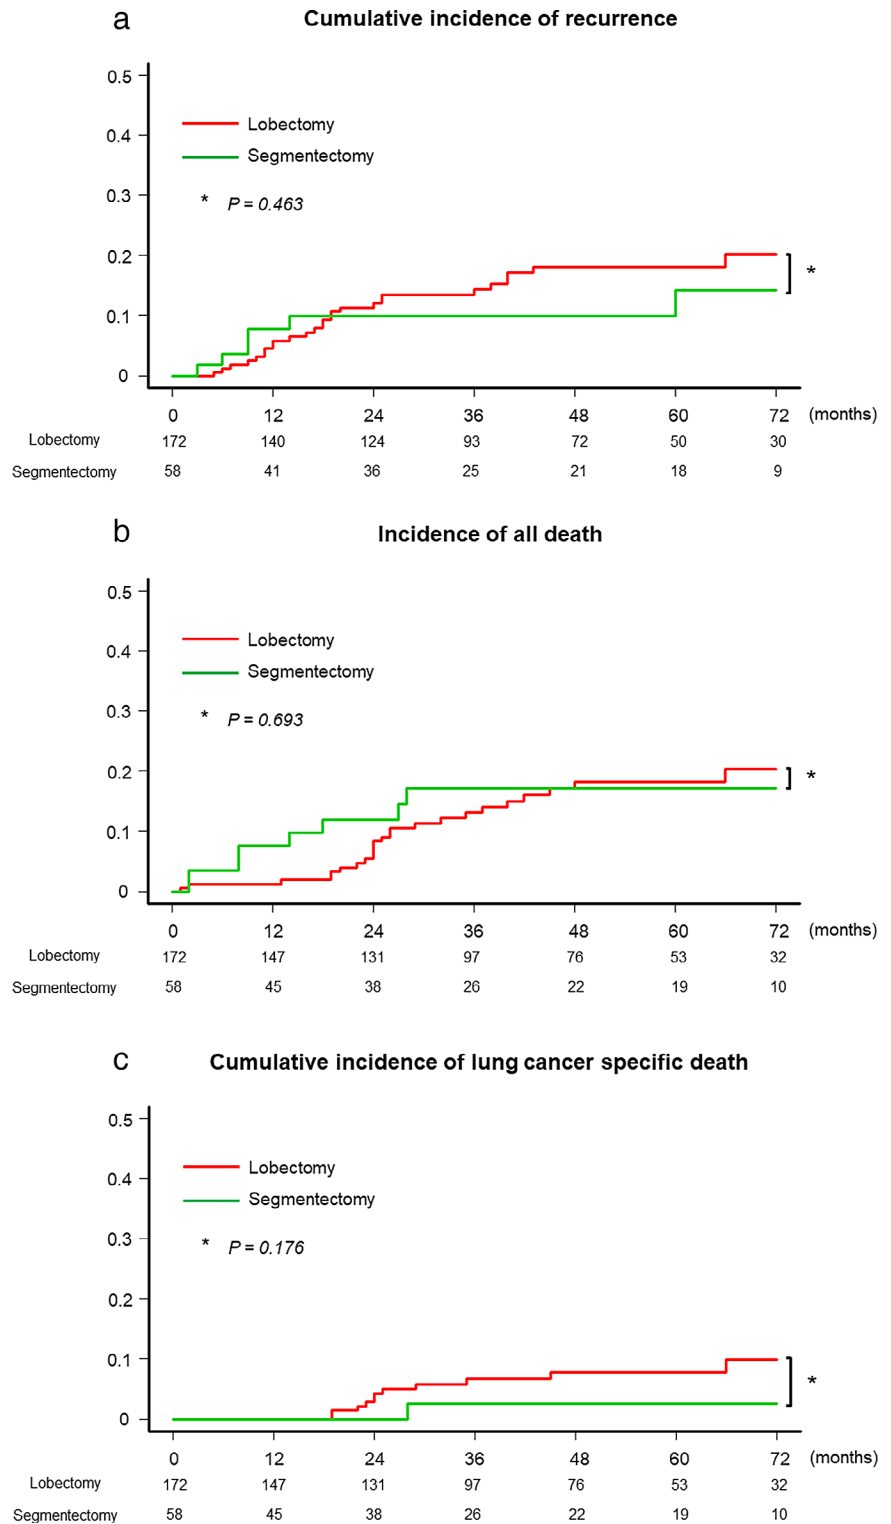 a
Cumulative incidence of recurrence
0.5
0.4
0.3
0.2
0.1
0
Lobectomy
Segmentectomy
* P = 0.463
*
0 12 24 36 48 60 72 (months)
Lobectomy 172 140 124 93 72 50 30
Segmentectomy 58 41 36 25 21 18 9
b
Incidence of all death
0.5
0.4
0.3
0.2
0.1
0
Lobectomy
Segmentectomy
* P = 0.693
*
0 12 24 36 48 60 72 (months)
Lobectomy 172 147 131 97 76 53 32
Segmentectomy 58 45 38 26 22 19 10
c
Cumulative incidence of lung cancer specific death
0.5
0.4
0.3
0.2
0.1
0
Lobectomy
Segmentectomy
* P = 0.176
*
0 12 24 36 48 60 72 (months)
Lobectomy 172 147 131 97 76 53 32
Segmentectomy 58 45 38 26 22 19 10